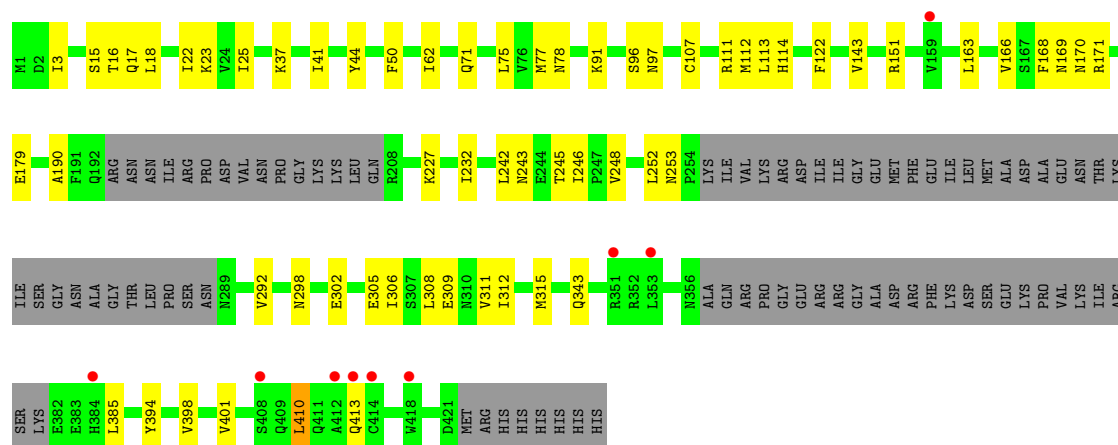 M1 D2 I3 S15 T16 Q17 L18 I22 K23 V24 I25 K37 I41 Y44 F50 I62 Q71 L75 V76 M77 N78 K91 S96 N97 C107 R111 M112 L113 H114 F122 V143 R151 V159 L163 V166 S167 F168 N169 N170 R171
E179 A190 F191 Q192 ARG ASN ASN ILE ARG PRO ASP VAL ASN PRO GLY LYS LYS LEU GLN R208 K227 I232 L242 N243 E244 T245 I246 P247 V248 L252 N253 P254 LYS ILE VAL LYS ARG ASP ILE ILE GLY GLU MET PHE GLU ILE LEU MET ALA ASP ALA GLU ASN THR LYS
ILE SER GLY ASN ALA GLY THR LEU PRO SER ASN N289 V292 N298 E302 E305 I306 S307 L308 E309 N310 V311 I312 M315 Q343 R351 R352 L353 N356 ALA GLN ARG PRO GLY GLU ARG ARG GLY ALA ASP ARG PHE LYS ASP SER GLU LYS PRO VAL LYS ILE ARG
SER LYS E382 E383 H384 L385 Y394 V398 V401 S408 Q409 L410 Q411 A412 Q413 C414 W418 D421 MET ARG HIS HIS HIS HIS HIS HIS